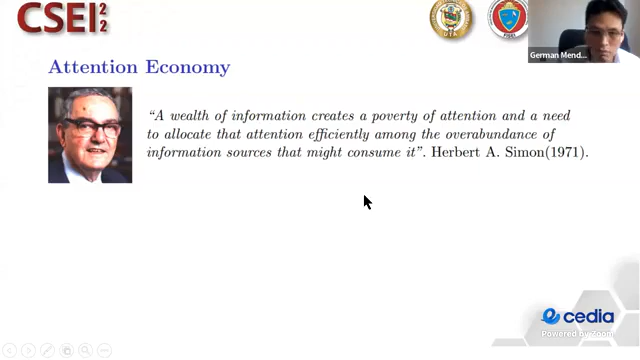 CSEI 2 2
UTA
FISEI
German Mend...
Attention Economy
“A wealth of information creates a poverty of attention and a need
to allocate that attention efficiently among the overabundance of
information sources that might consume it”. Herbert A. Simon(1971).
cedia
Powered by Zoom